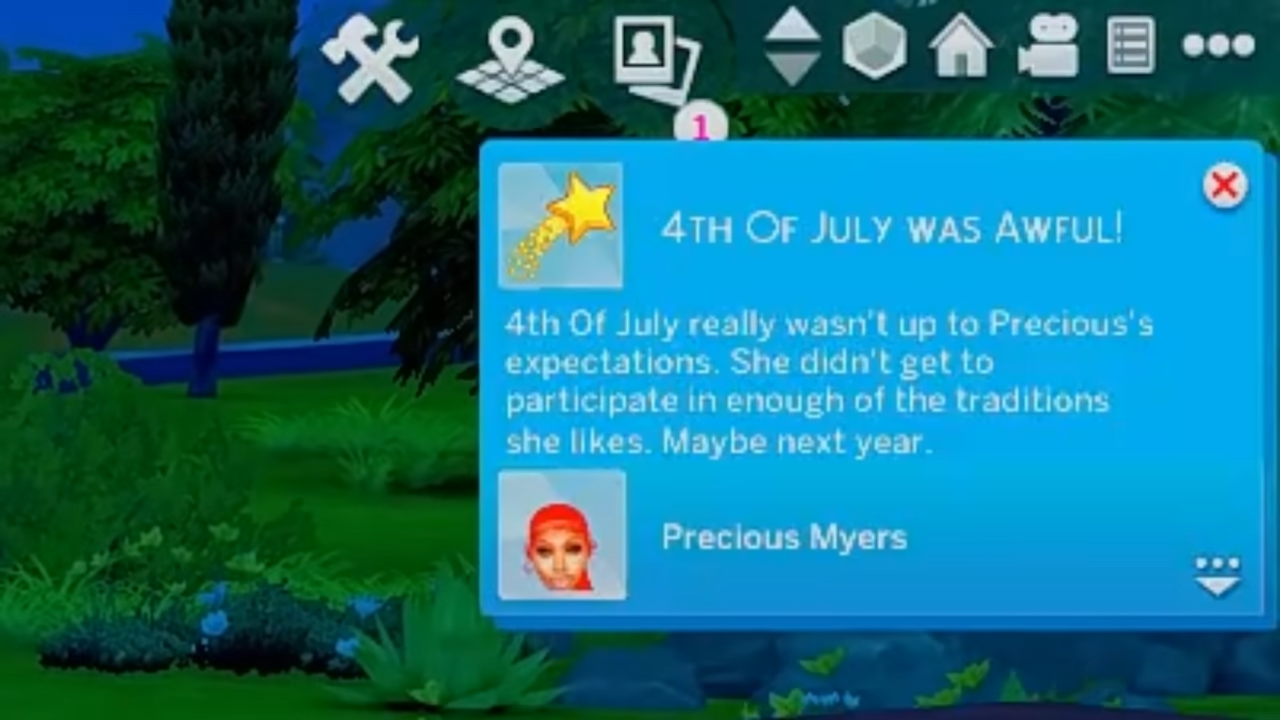 1
4TH OF JULY WAS AWFUL!
4th Of July really wasn't up to Precious's
expectations. She didn't get to
participate in enough of the traditions
she likes. Maybe next year.
Precious Myers